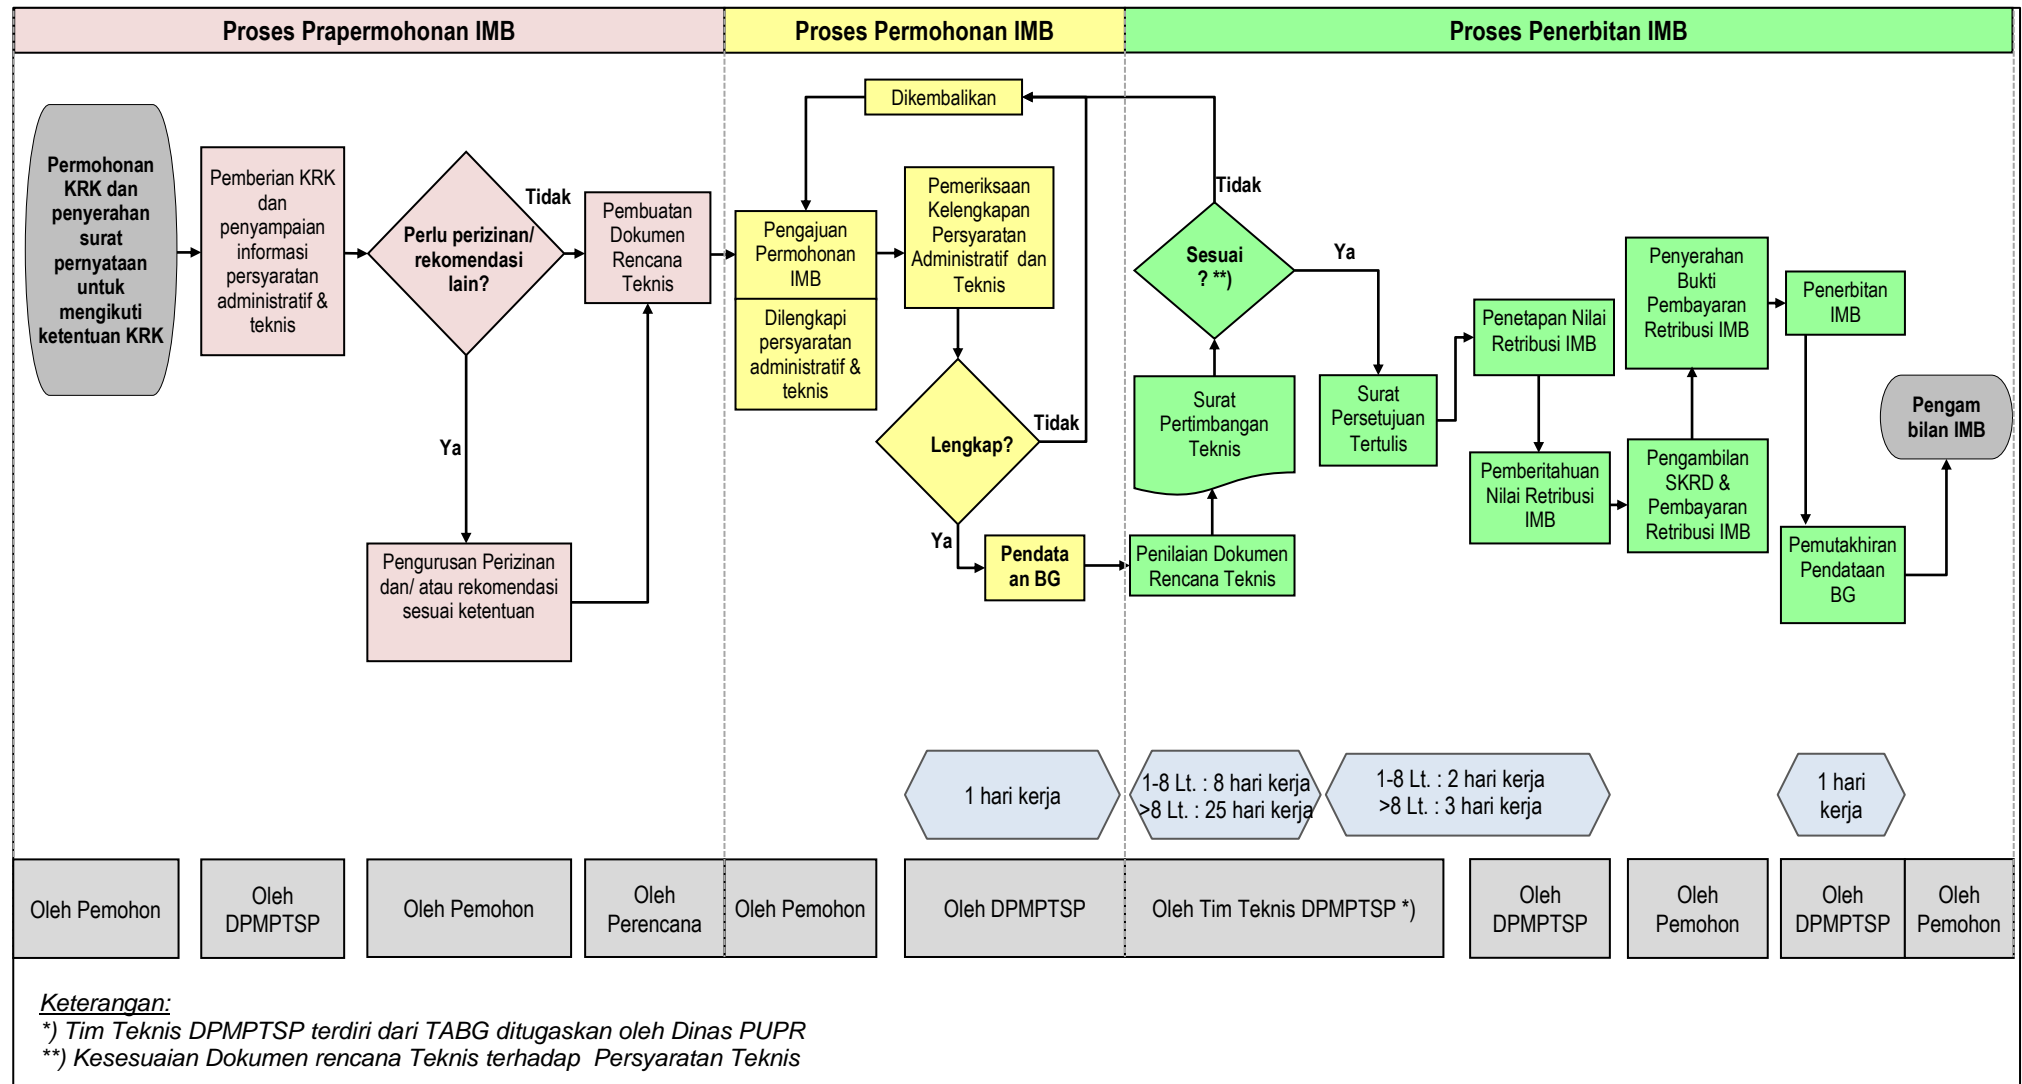 Proses Prapermohonan IMB
Proses Permohonan IMB
Proses Penerbitan IMB
Permohonan
KRK dan
penyerahan
surat
pernyataan
untuk
mengikuti
ketentuan KRK
Pemberian KRK
dan
penyampaian
informasi
persyaratan
administratif &
teknis
Perlu perizinan/
rekomendasi
lain?
Tidak
Ya
Pembuatan
Dokumen
Rencana
Teknis
Pengurusan Perizinan
dan/ atau rekomendasi
sesuai ketentuan
Dikembalikan
Pengajuan
Permohonan
IMB
Dilengkapi
persyaratan
administratif &
teknis
Pemeriksaan
Kelengkapan
Persyaratan
Administratif dan
Teknis
Lengkap?
Tidak
Ya
Pendata
an BG
Penilaian Dokumen
Rencana Teknis
Surat
Pertimbangan
Teknis
Sesuai
? **)
Tidak
Ya
Surat
Persetujuan
Tertulis
Penetapan Nilai
Retribusi IMB
Pemberitahuan
Nilai Retribusi
IMB
Pengambilan
SKRD &
Pembayaran
Retribusi IMB
Penyerahan
Bukti
Pembayaran
Retribusi IMB
Penerbitan
IMB
Pemutakhiran
Pendataan
BG
Pengam
bilan IMB
1 hari kerja
1-8 Lt. : 8 hari kerja
>8 Lt. : 25 hari kerja
1-8 Lt. : 2 hari kerja
>8 Lt. : 3 hari kerja
1 hari
kerja
Oleh Pemohon
Oleh
DPMPTSP
Oleh Pemohon
Oleh
Perencana
Oleh Pemohon
Oleh DPMPTSP
Oleh Tim Teknis DPMPTSP *)
Oleh
DPMPTSP
Oleh
Pemohon
Oleh
DPMPTSP
Oleh
Pemohon
Keterangan:
*) Tim Teknis DPMPTSP terdiri dari TABG ditugaskan oleh Dinas PUPR
**) Kesesuaian Dokumen rencana Teknis terhadap Persyaratan Teknis